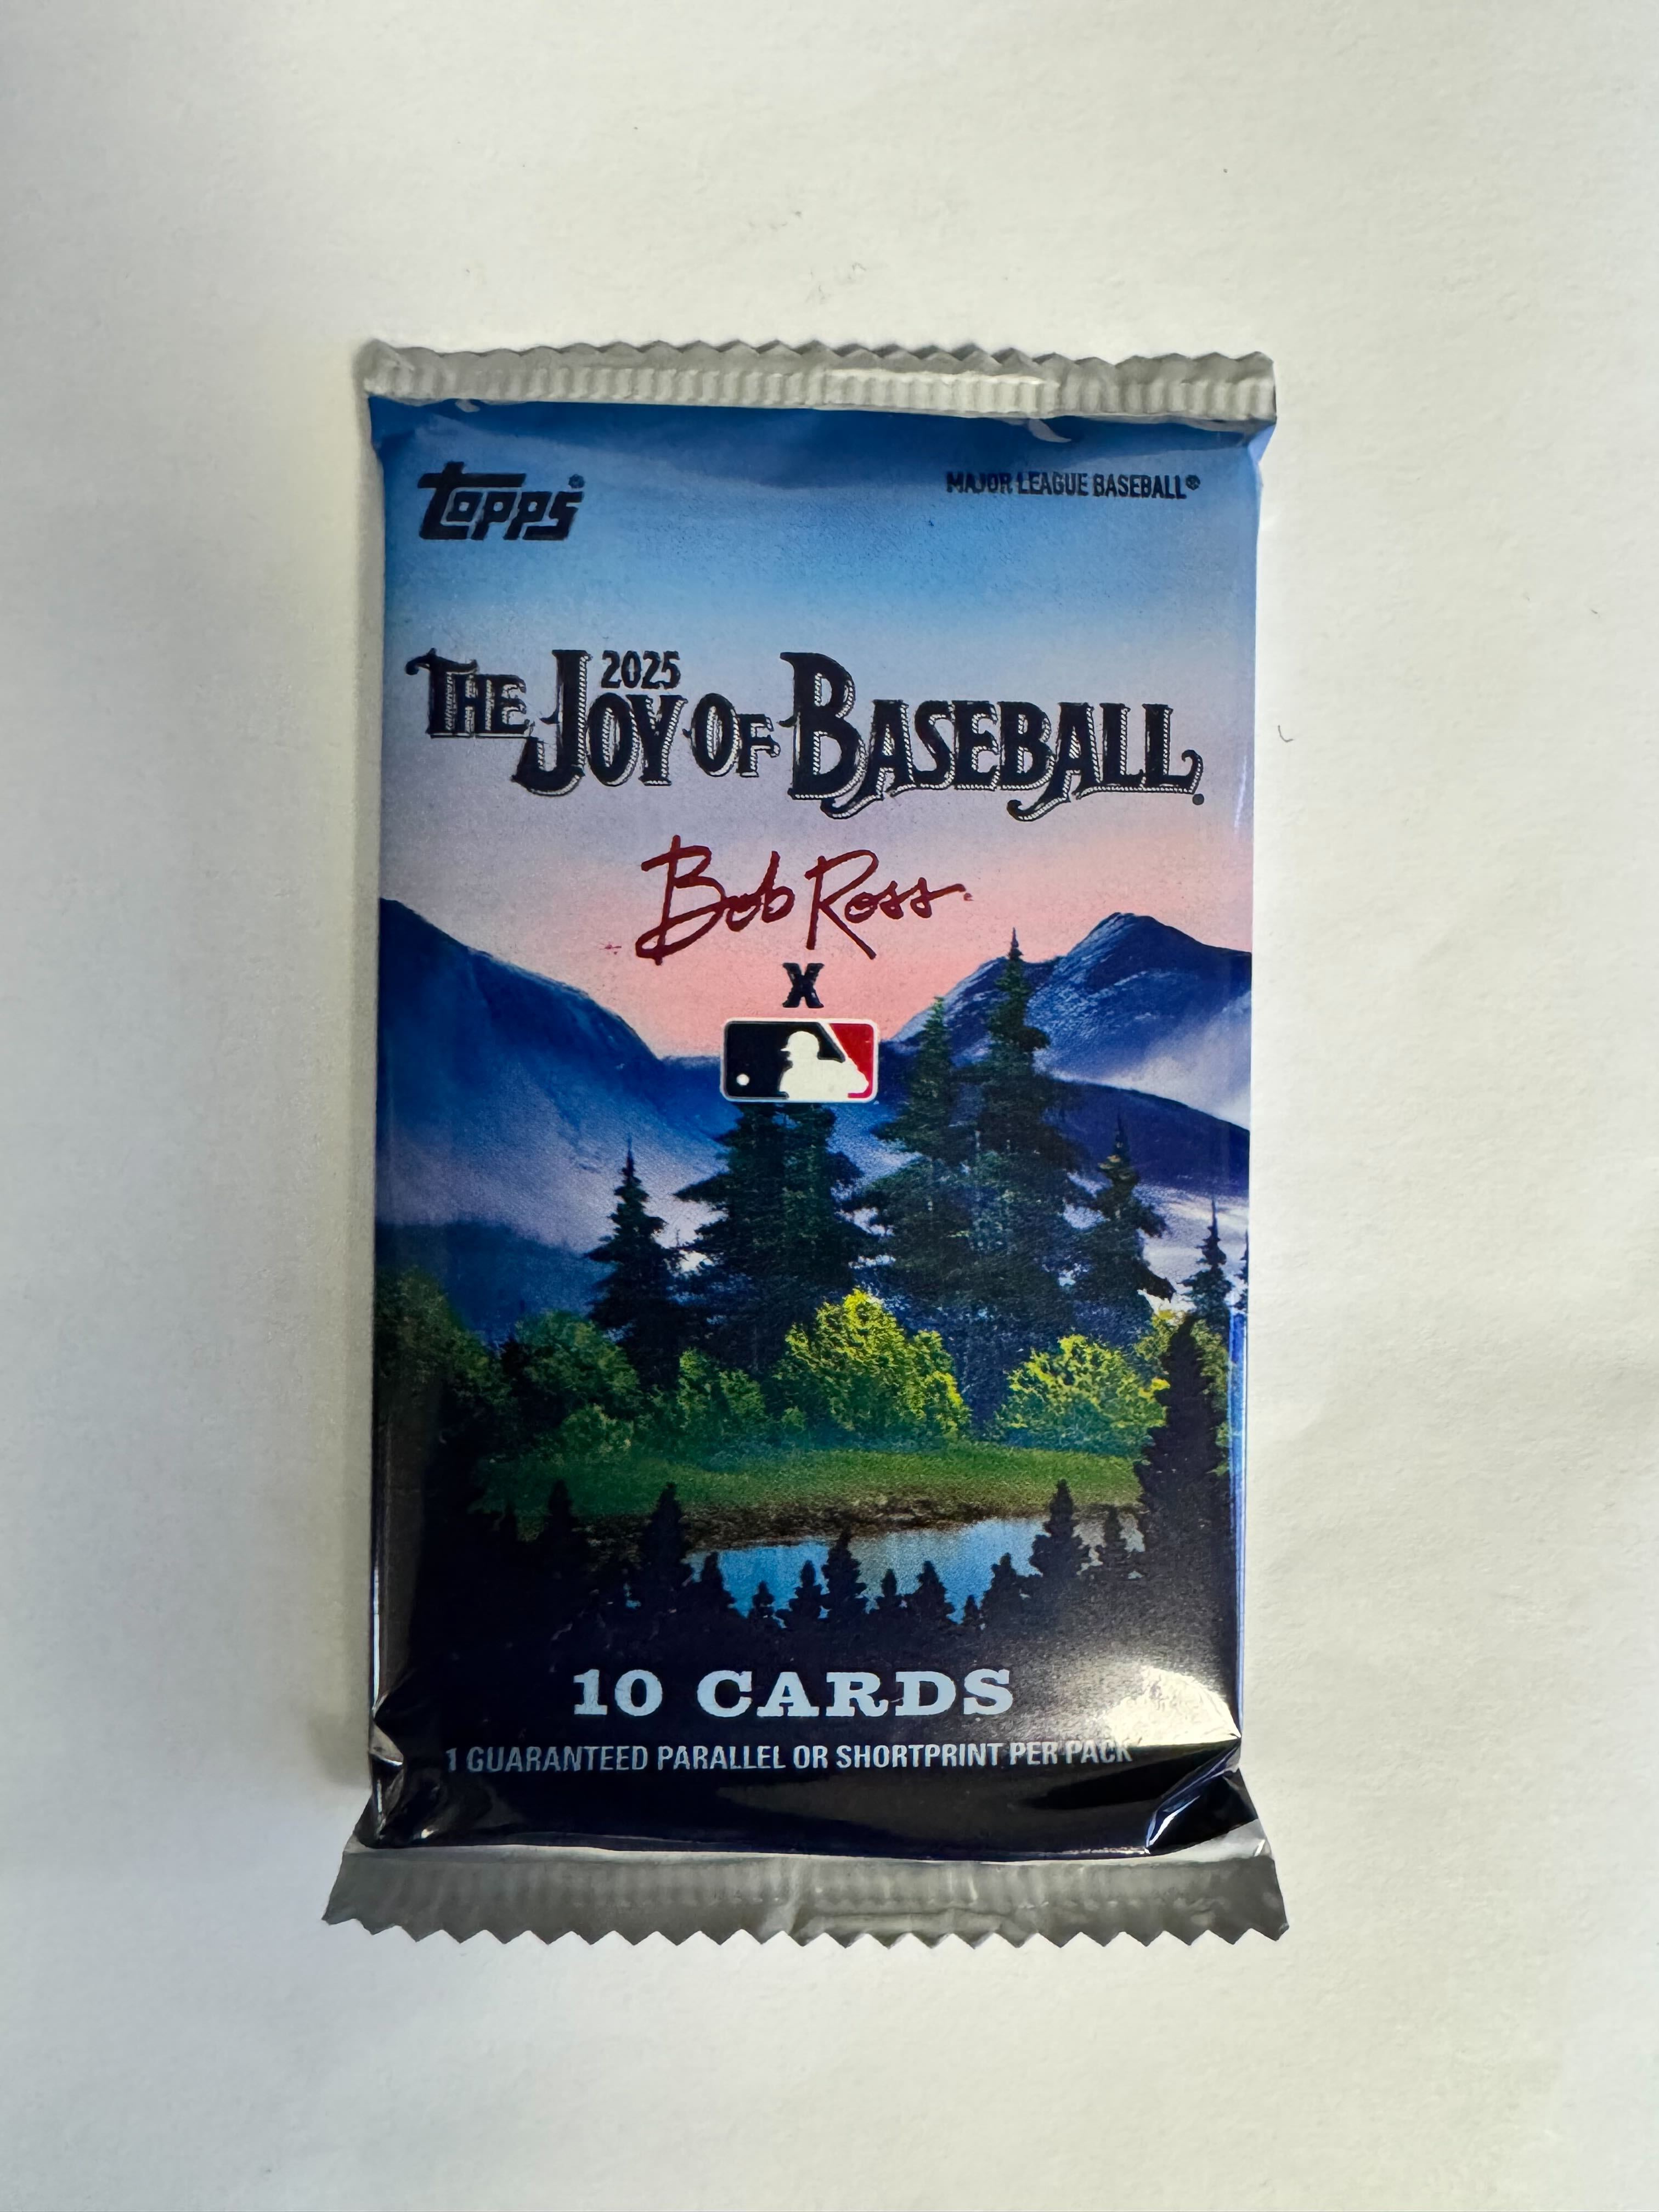 Topps®
MAJOR LEAGUE BASEBALL®
2025
THE JOY OF BASEBALL.
Bob Ross®
X
10 CARDS
1 GUARANTEED PARALLEL OR SHORTPRINT PER PACK